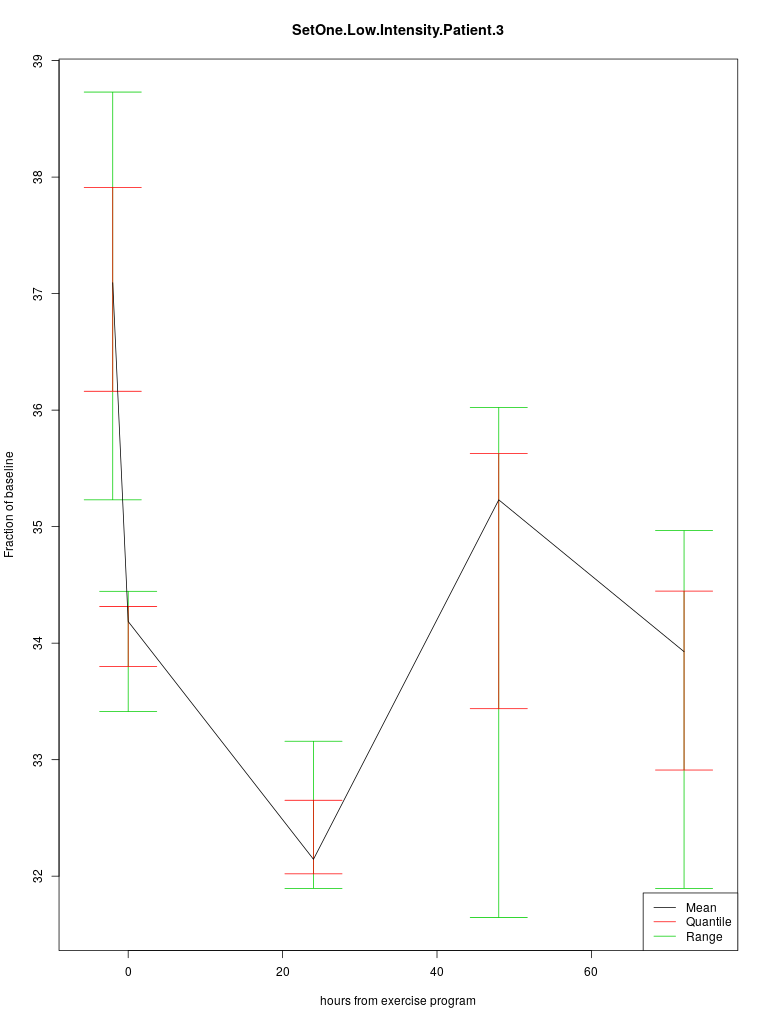 SetOne.Low.Intensity.Patient.3
39
38
37
36
35
34
33
32
Fraction of baseline
0 20 40 60
hours from exercise program
Mean
Quantile
Range